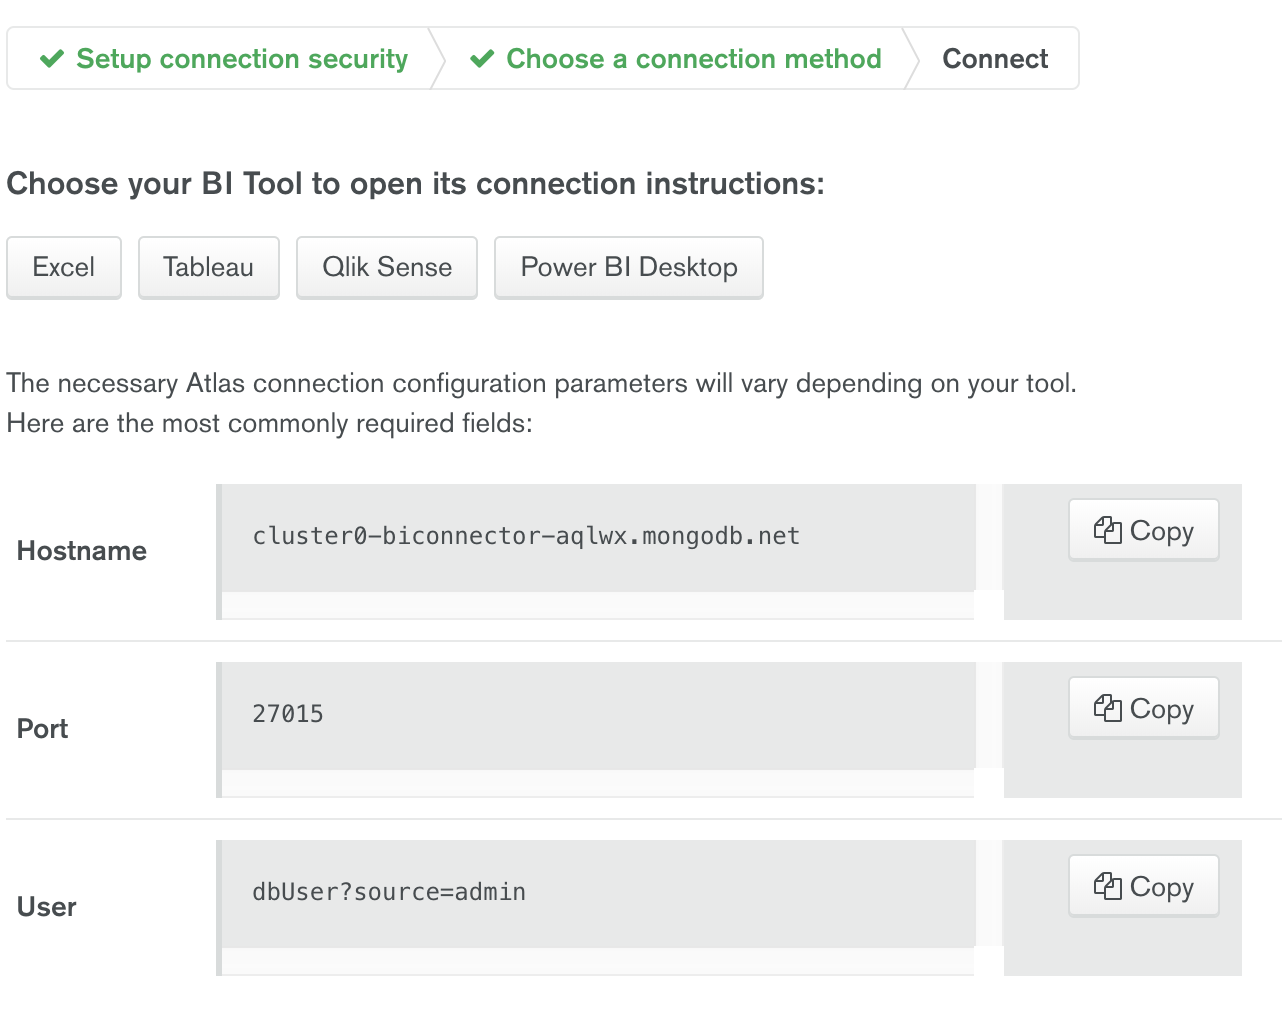 Setup connection security Choose a connection method Connect
Choose your BI Tool to open its connection instructions:
Excel Tableau Qlik Sense Power BI Desktop
The necessary Atlas connection configuration parameters will vary depending on your tool.
Here are the most commonly required fields:
Hostname cluster0-biconnector-aqlwx.mongodb.net Copy
Port 27015 Copy
User dbUser?source=admin Copy